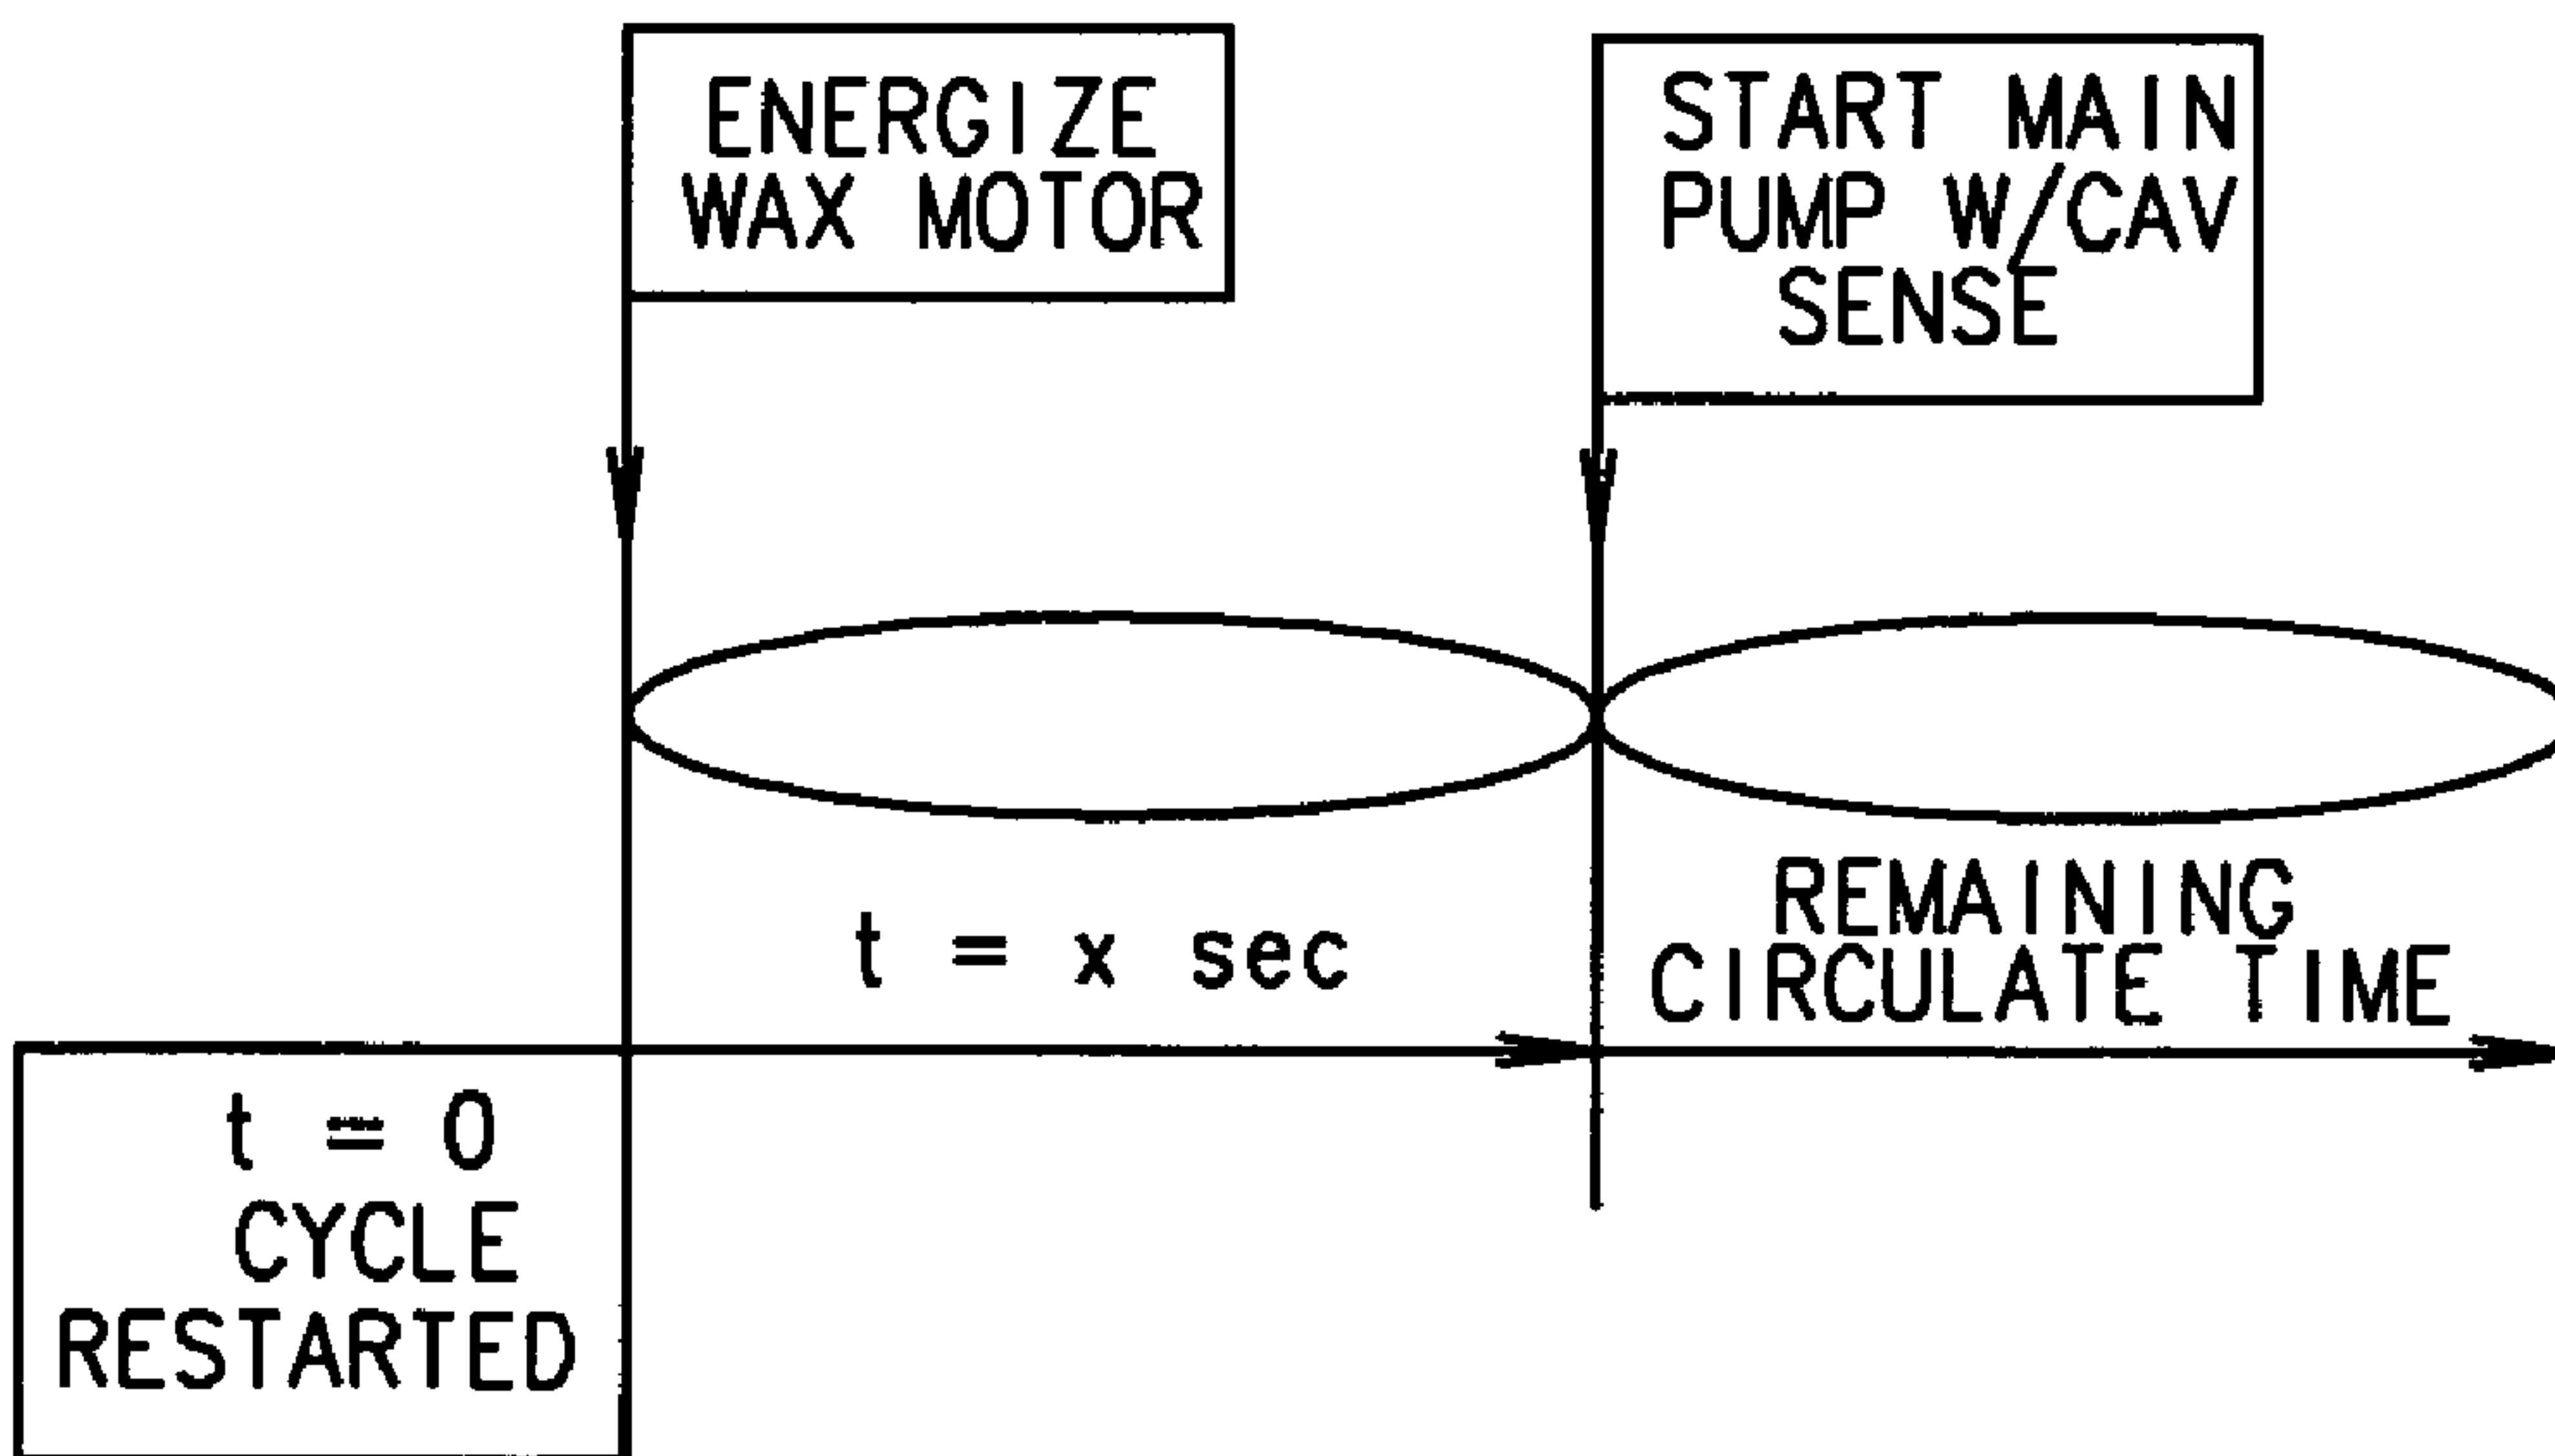 ENERGIZE
WAX MOTOR
START MAIN
PUMP W/CAV
SENSE
t = x sec
REMAINING
CIRCULATE TIME
t = 0
CYCLE
RESTARTED